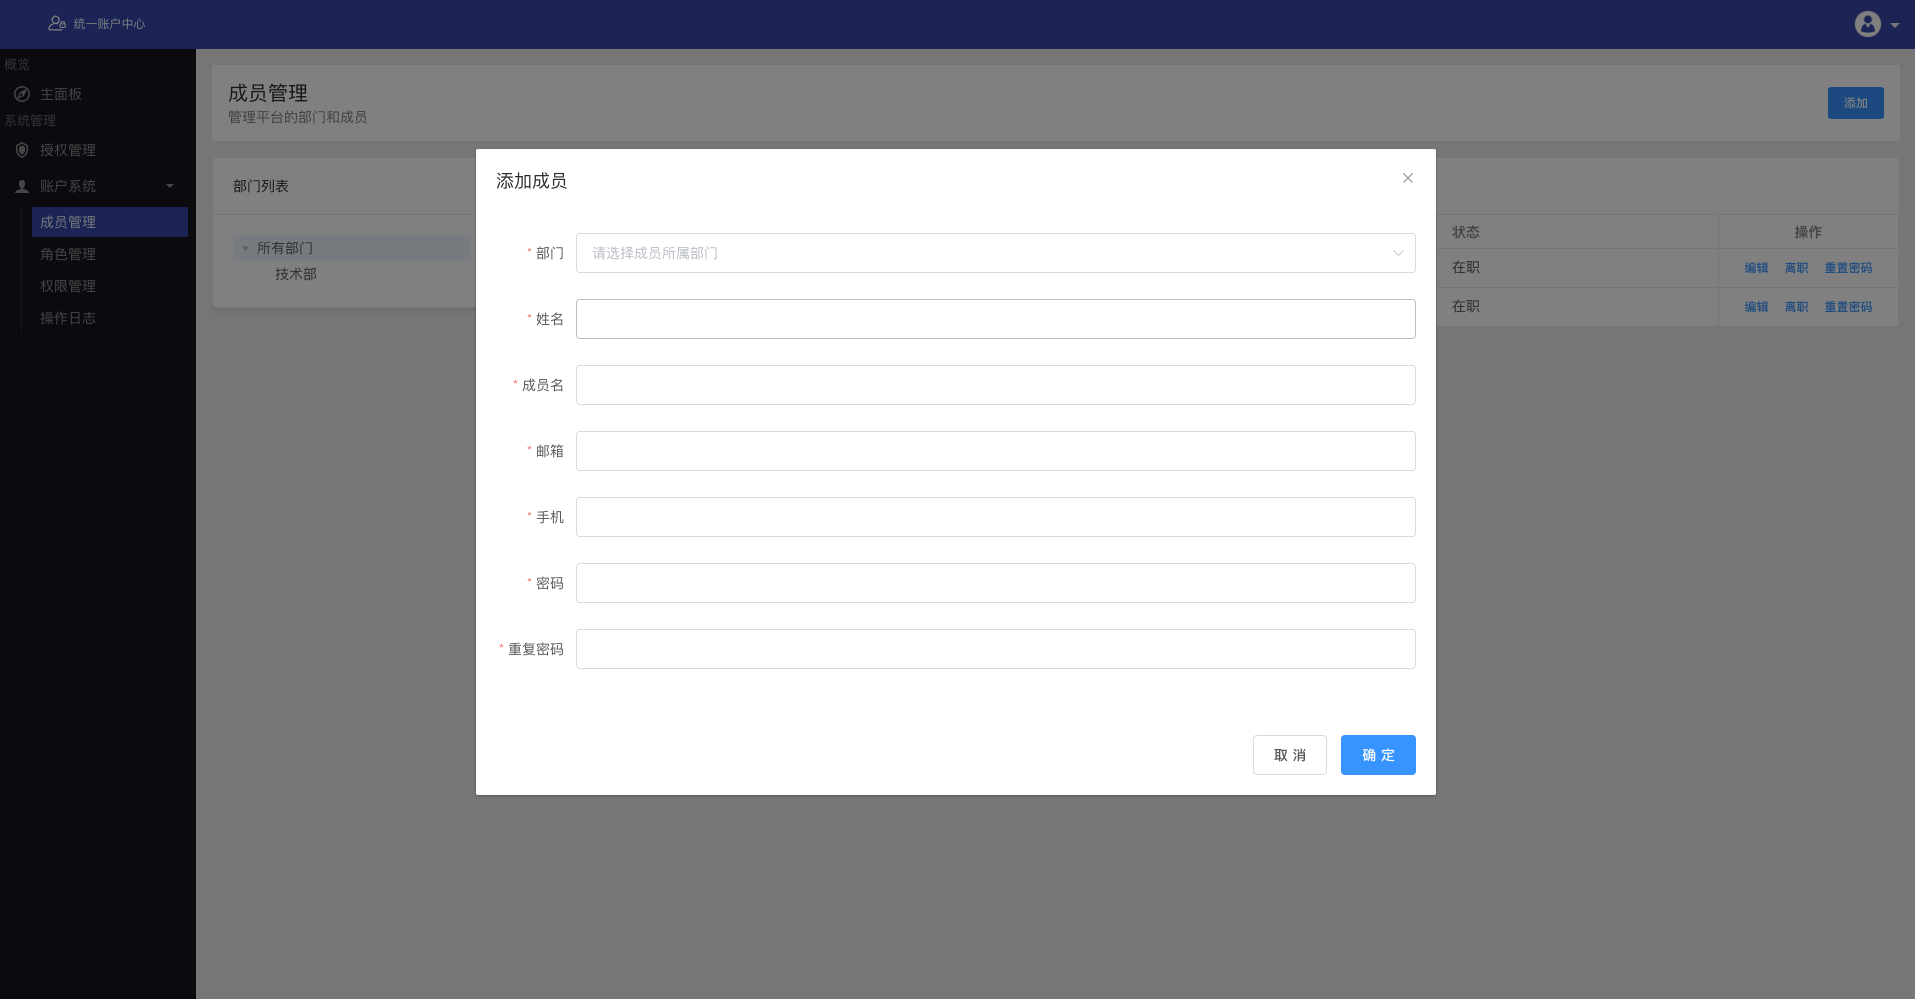 统一账户中心
概览
主面板
系统管理
授权管理
账户系统
成员管理
角色管理
权限管理
操作日志
成员管理
管理平台的部门和成员
添加
部门列表
所有部门
技术部
状态 操作
在职 编辑 离职 重置密码
在职 编辑 离职 重置密码
添加成员
* 部门 请选择成员所属部门
* 姓名
* 成员名
* 邮箱
* 手机
* 密码
* 重复密码
取 消 确 定